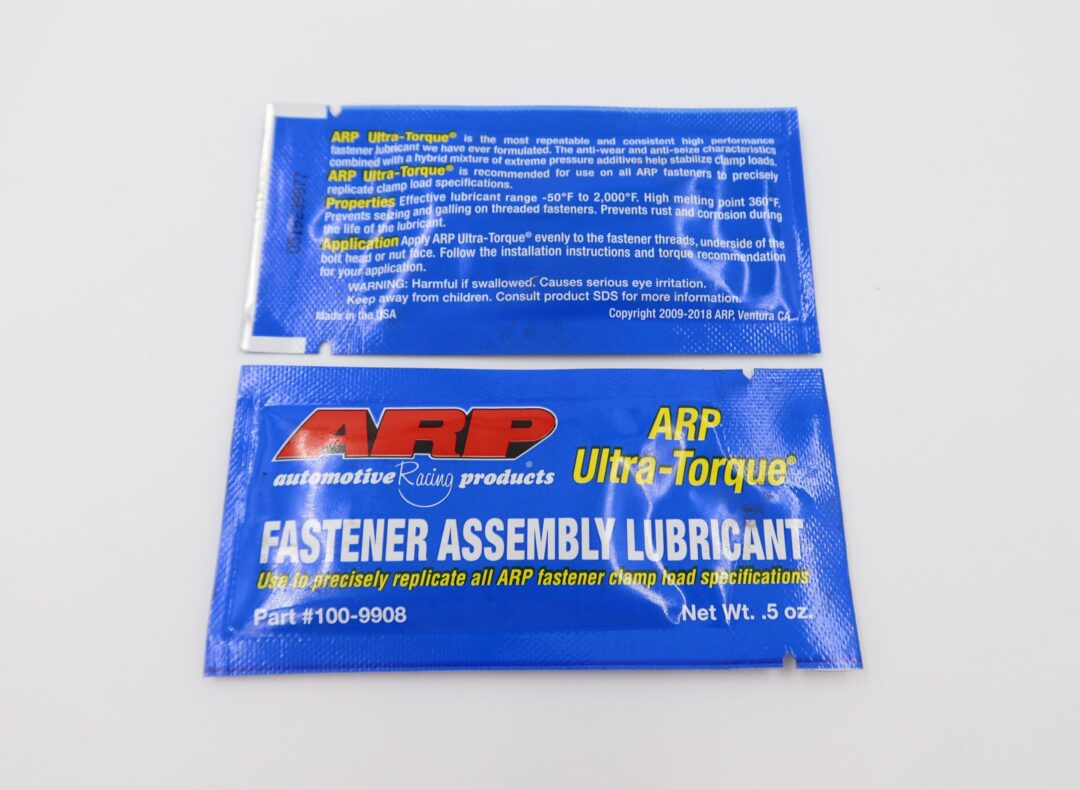 ARP Ultra-Torque® is the most repeatable and consistent high performance
fastener lubricant we have ever formulated. The anti-wear and anti-seize characteristics
combined with a hybrid mixture of extreme pressure additives help stabilize clamp loads.
ARP Ultra-Torque® is recommended for use on all ARP fasteners to precisely
replicate clamp load specifications.
Properties Effective lubricant range -50°F to 2,000°F. High melting point 360°F.
Prevents seizing and galling on threaded fasteners. Prevents rust and corrosion during
the life of the lubricant.
Application Apply ARP Ultra-Torque® evenly to the fastener threads, underside of the
bolt head or nut face. Follow the installation instructions and torque recommendation
for your application.
WARNING: Harmful if swallowed. Causes serious eye irritation.
Keep away from children. Consult product SDS for more information.
Made in the USA Copyright 2009-2018 ARP, Ventura CA
ARP
automotive Racing products®
ARP
Ultra-Torque®
FASTENER ASSEMBLY LUBRICANT
Use to precisely replicate all ARP fastener clamp load specifications
Part #100-9908 Net Wt. .5 oz.